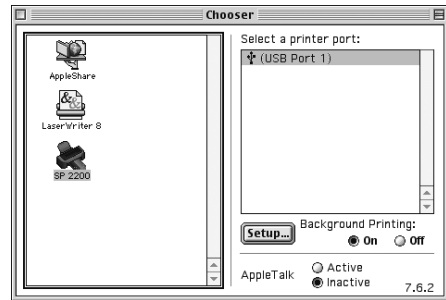 Chooser
AppleShare
LaserWriter 8
SP 2200
Select a printer port:
(USB Port 1)
Setup...
Background Printing:
On Off
AppleTalk
Active
Inactive
7.6.2